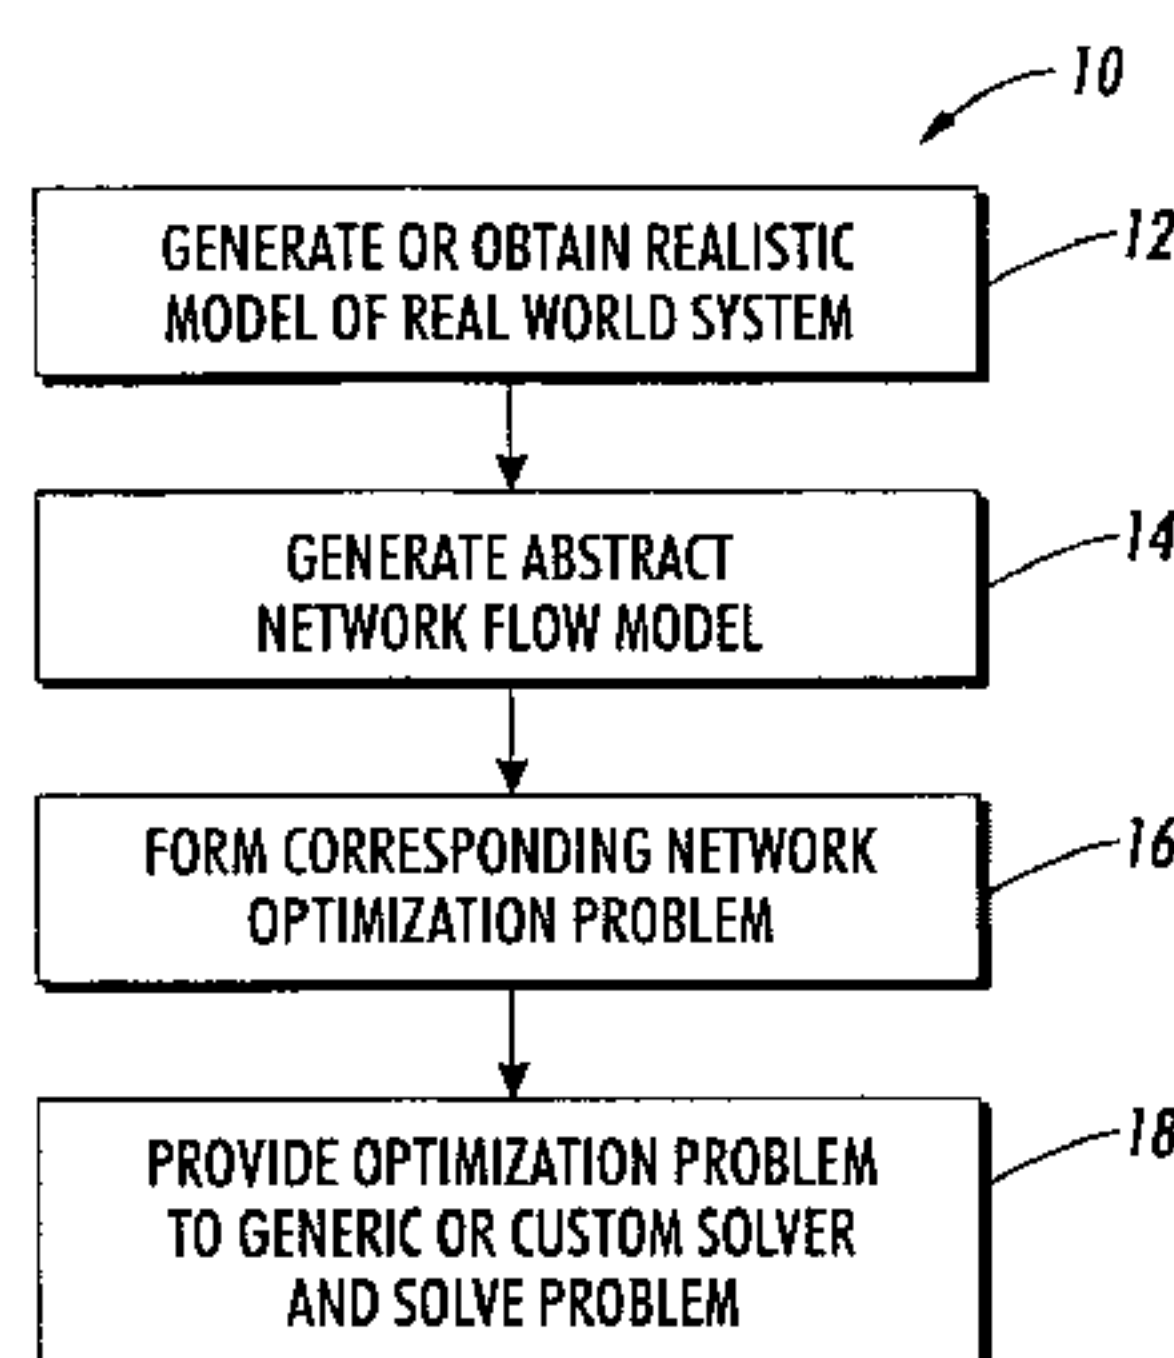 10
GENERATE OR OBTAIN REALISTIC
MODEL OF REAL WORLD SYSTEM
12
GENERATE ABSTRACT
NETWORK FLOW MODEL
14
FORM CORRESPONDING NETWORK
OPTIMIZATION PROBLEM
16
PROVIDE OPTIMIZATION PROBLEM
TO GENERIC OR CUSTOM SOLVER
AND SOLVE PROBLEM
18